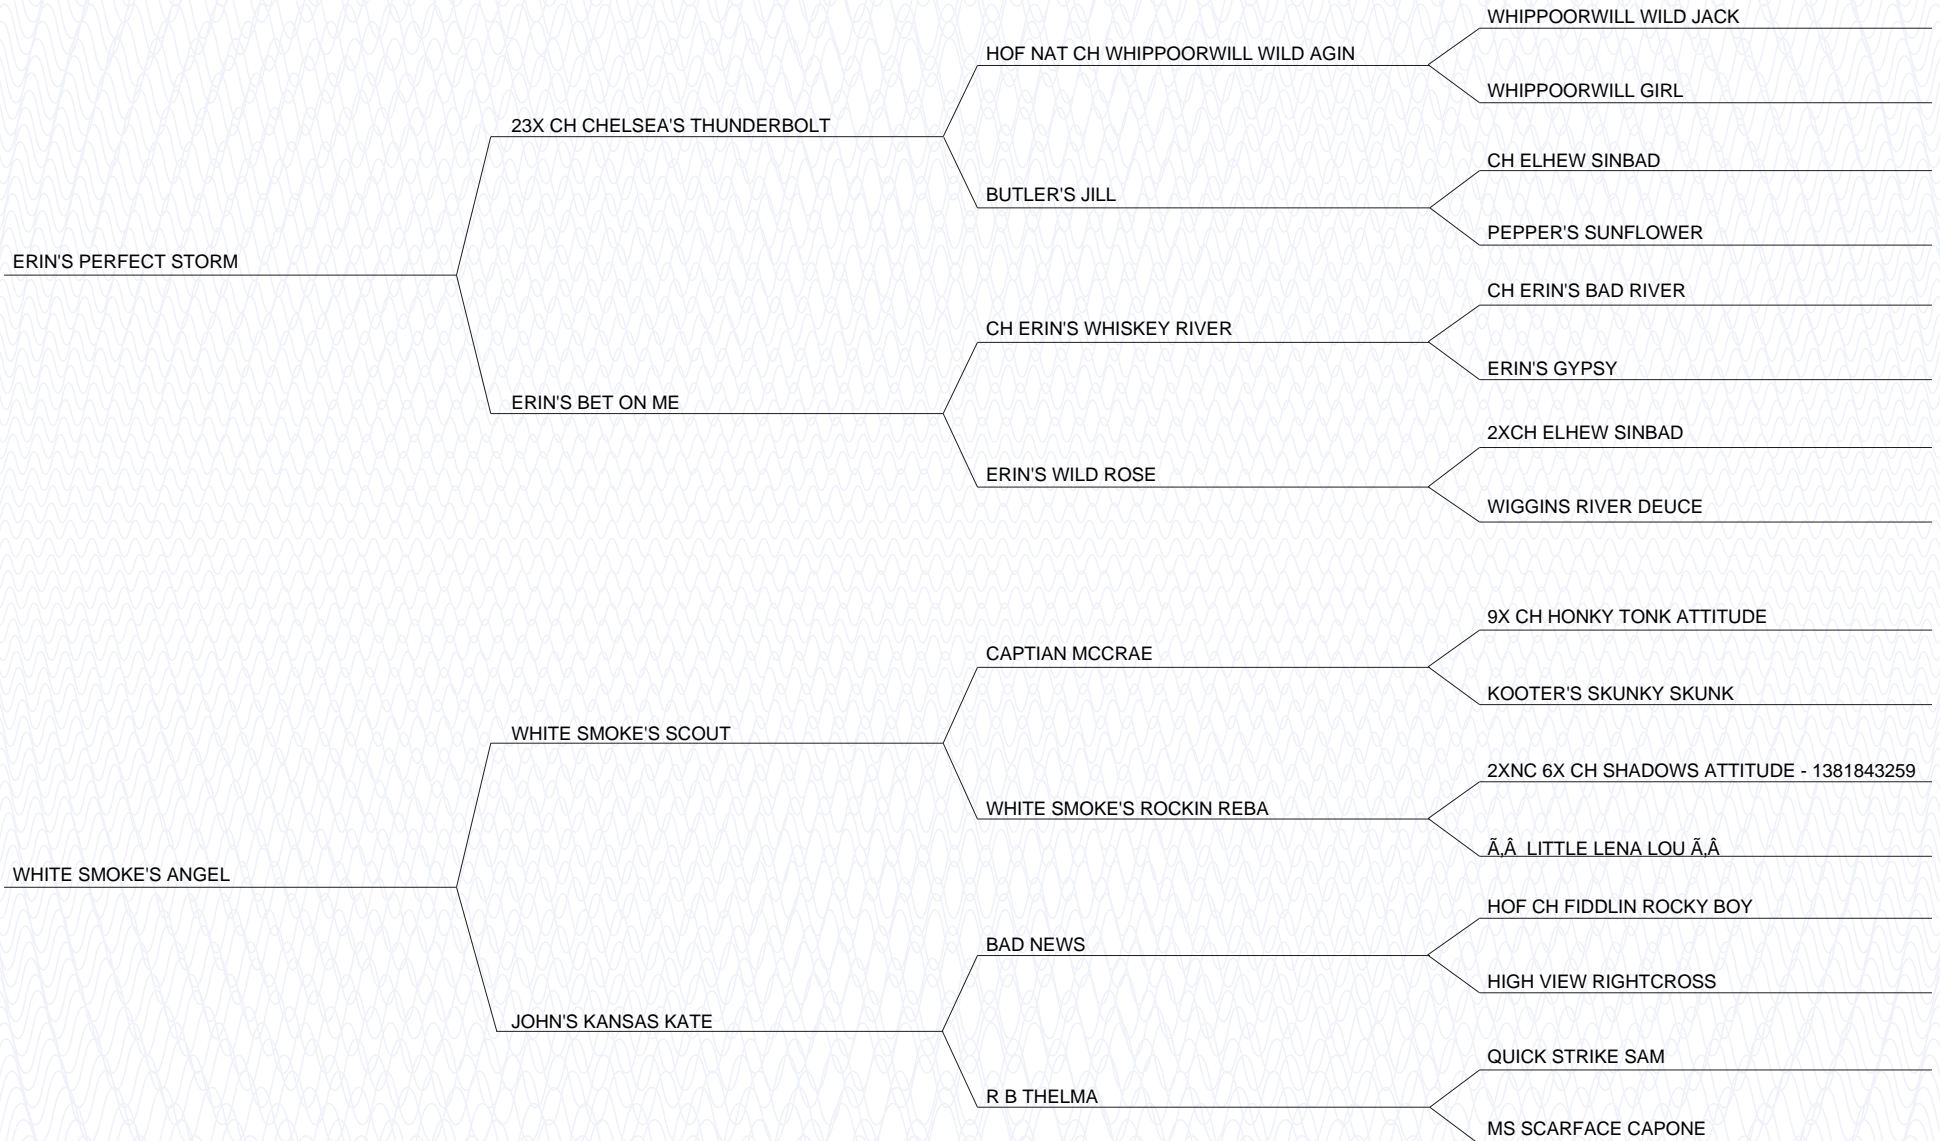 WHIPPOORWILL WILD JACK
HOF NAT CH WHIPPOORWILL WILD AGIN
WHIPPOORWILL GIRL
23X CH CHELSEA'S THUNDERBOLT
CH ELHEW SINBAD
BUTLER'S JILL
PEPPER'S SUNFLOWER
ERIN'S PERFECT STORM
CH ERIN'S BAD RIVER
CH ERIN'S WHISKEY RIVER
ERIN'S GYPSY
ERIN'S BET ON ME
2XCH ELHEW SINBAD
ERIN'S WILD ROSE
WIGGINS RIVER DEUCE
9X CH HONKY TONK ATTITUDE
CAPTIAN MCCRAE
KOOTER'S SKUNKY SKUNK
WHITE SMOKE'S SCOUT
2XNC 6X CH SHADOWS ATTITUDE - 1381843259
WHITE SMOKE'S ROCKIN REBA
Ã‚Â  LITTLE LENA LOU Ã‚Â
WHITE SMOKE'S ANGEL
HOF CH FIDDLIN ROCKY BOY
BAD NEWS
HIGH VIEW RIGHTCROSS
JOHN'S KANSAS KATE
QUICK STRIKE SAM
R B THELMA
MS SCARFACE CAPONE